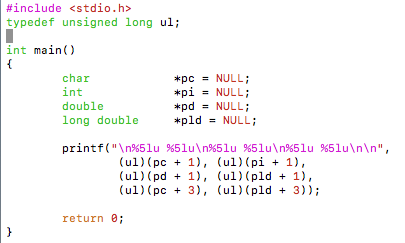 #include <stdio.h>
typedef unsigned long ul;
int main()
{
char *pc = NULL;
int *pi = NULL;
double *pd = NULL;
long double *pld = NULL;
printf("\n%5lu %5lu\n%5lu %5lu\n%5lu %5lu\n\n",
(ul)(pc + 1), (ul)(pi + 1),
(ul)(pd + 1), (ul)(pld + 1),
(ul)(pc + 3), (ul)(pld + 3));
return 0;
}